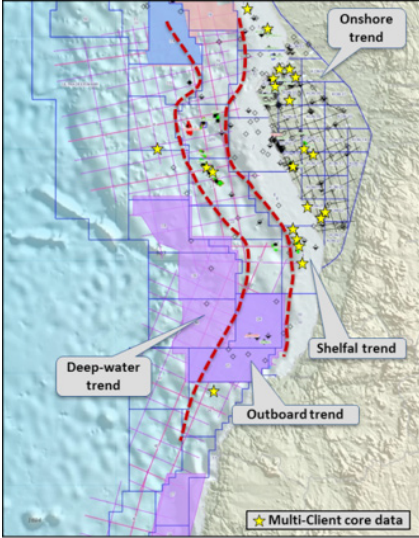 Onshore
trend
Shelfal trend
Deep-water
trend
Outboard trend
Multi-Client core data